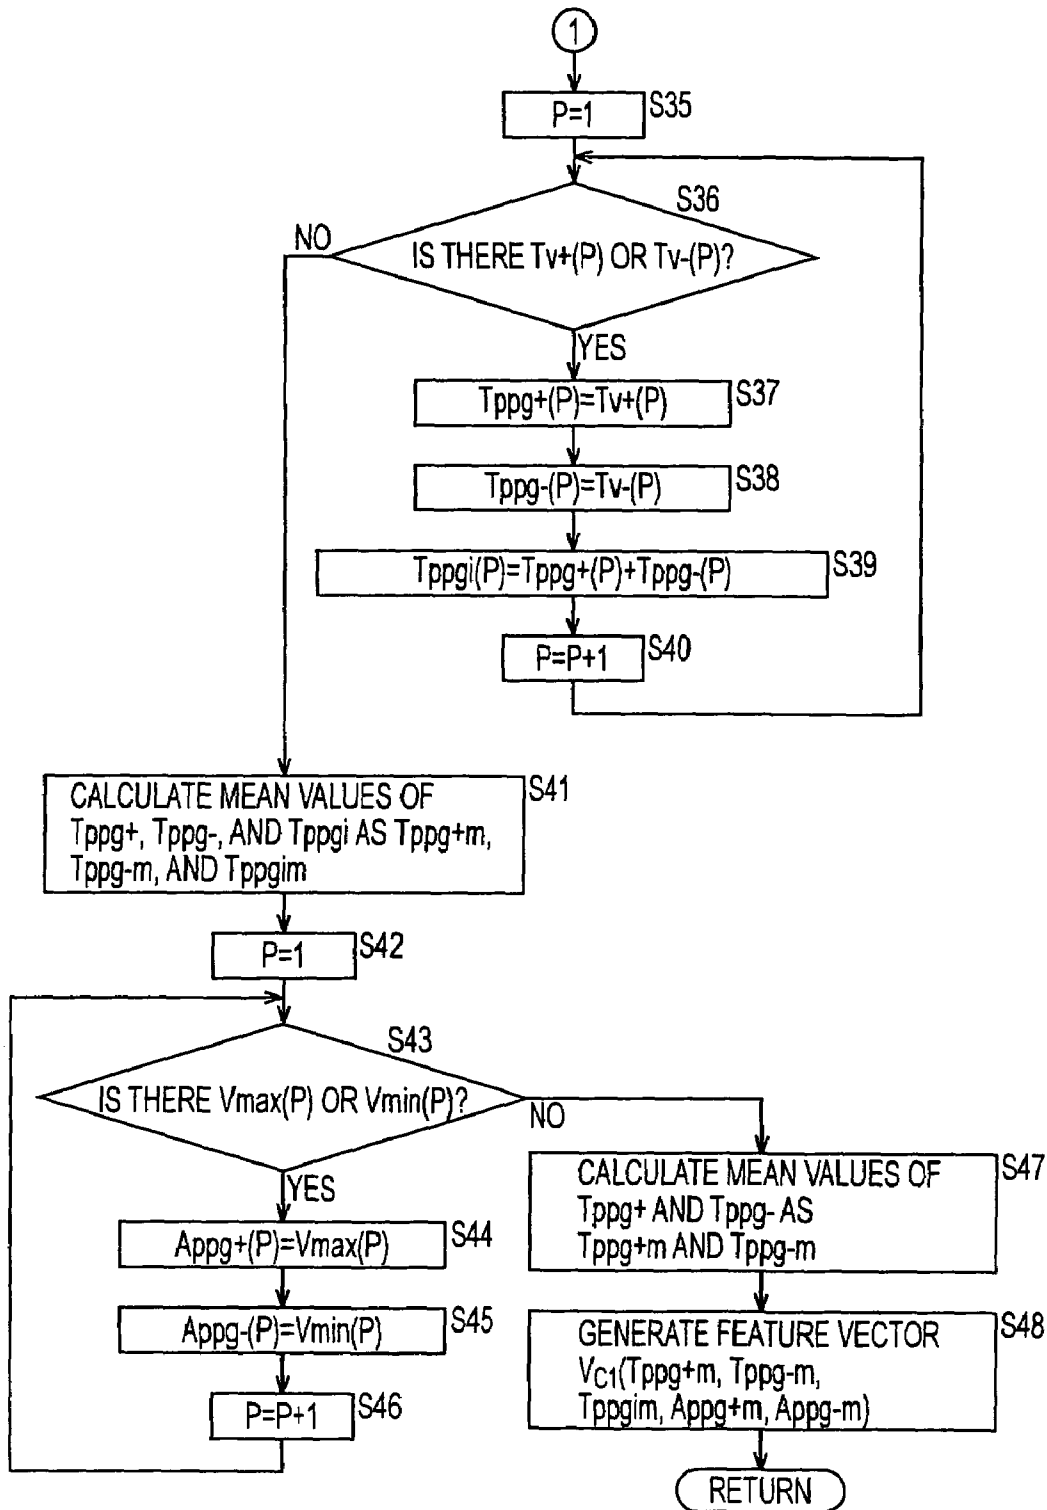 1
P=1
S35
S36
NO
IS THERE Tv+(P) OR Tv-(P)?
YES
Tppg+(P)=Tv+(P)
S37
Tppg-(P)=Tv-(P)
S38
Tppgi(P)=Tppg+(P)+Tppg-(P)
S39
P=P+1
S40
CALCULATE MEAN VALUES OF
Tppg+, Tppg-, AND Tppgi AS Tppg+m,
Tppg-m, AND Tppgim
S41
P=1
S42
S43
IS THERE Vmax(P) OR Vmin(P)?
NO
YES
Appg+(P)=Vmax(P)
S44
Appg-(P)=Vmin(P)
S45
P=P+1
S46
CALCULATE MEAN VALUES OF
Tppg+ AND Tppg- AS
Tppg+m AND Tppg-m
S47
GENERATE FEATURE VECTOR
VC1(Tppg+m, Tppg-m,
Tppgim, Appg+m, Appg-m)
S48
RETURN